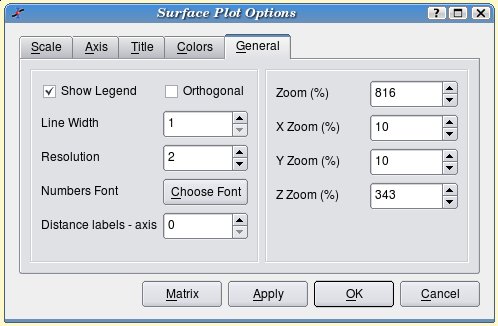 Surface Plot Options
Scale Axis Title Colors General
Show Legend Orthogonal
Line Width 1
Resolution 2
Numbers Font Choose Font
Distance labels - axis 0
Zoom (%) 816
X Zoom (%) 10
Y Zoom (%) 10
Z Zoom (%) 343
Matrix Apply OK Cancel